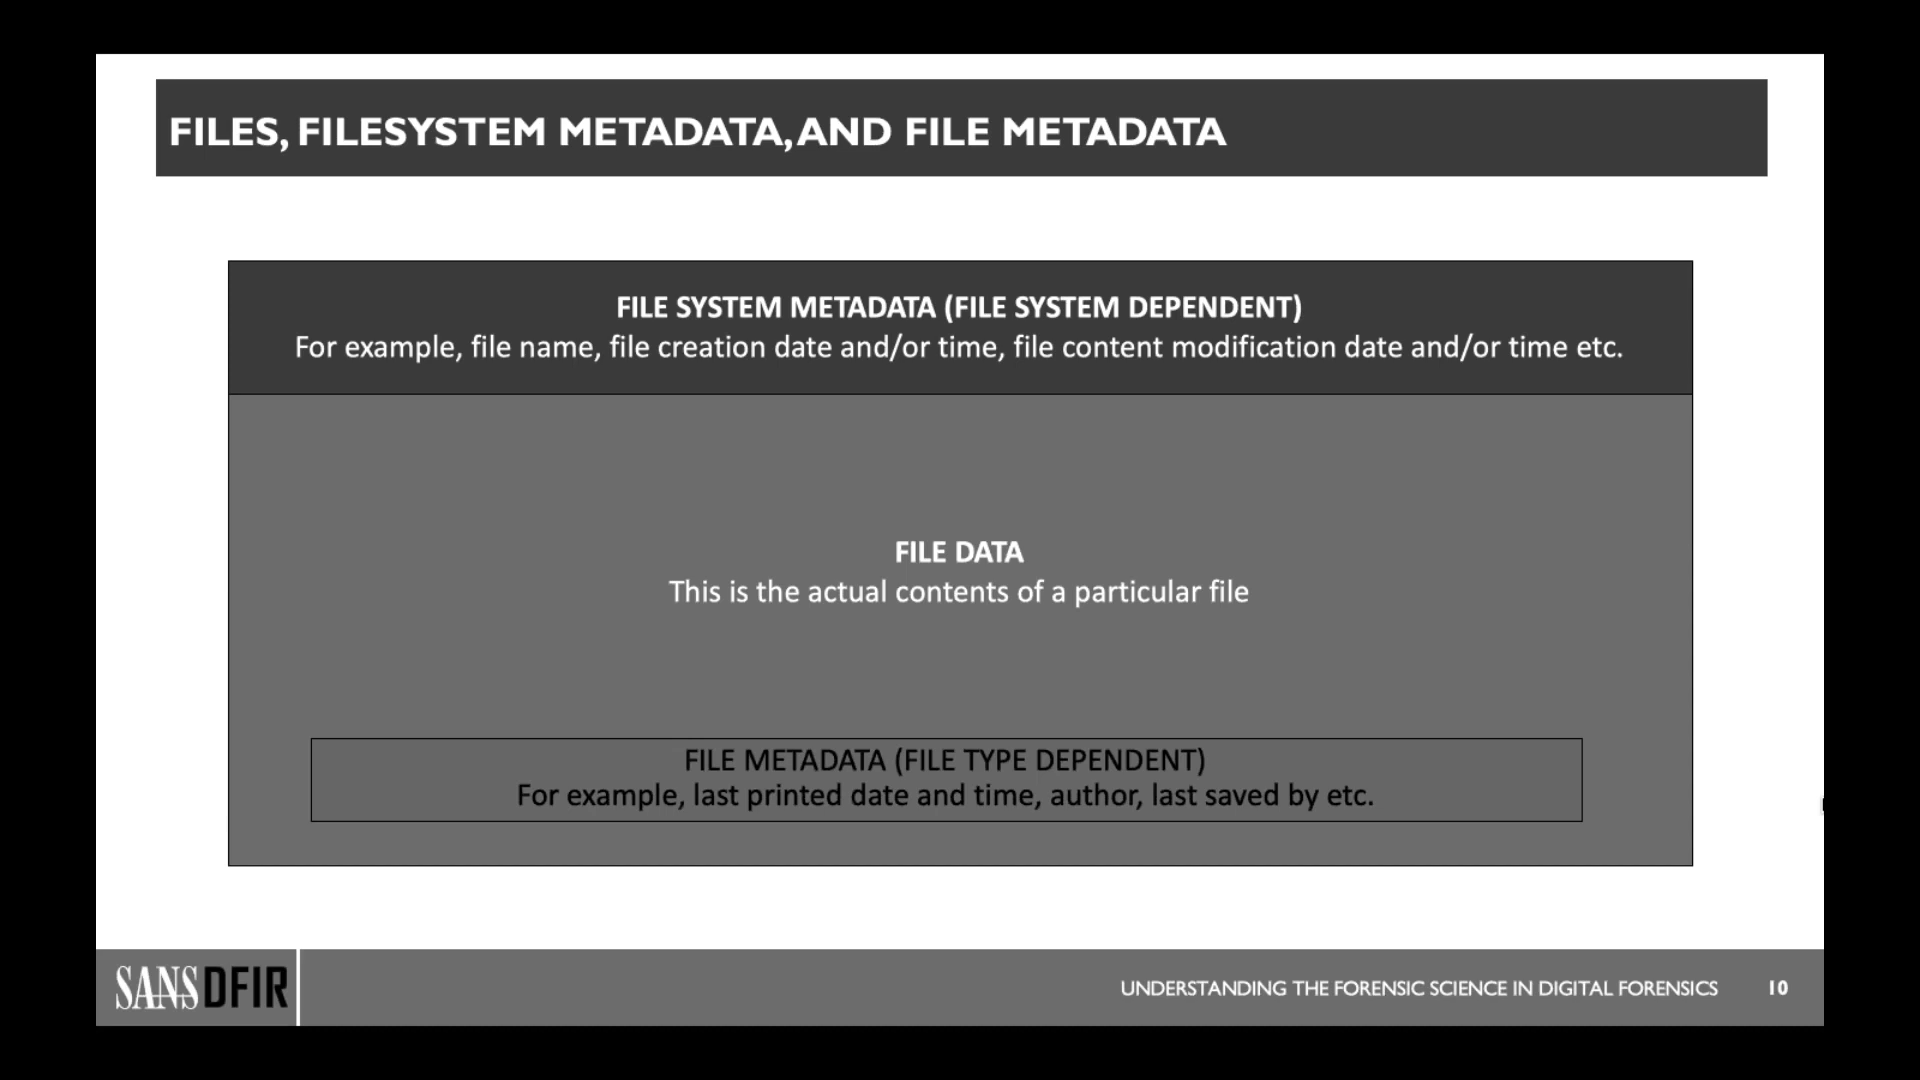 FILES, FILESYSTEM METADATA, AND FILE METADATA
FILE SYSTEM METADATA (FILE SYSTEM DEPENDENT)
For example, file name, file creation date and/or time, file content modification date and/or time etc.
FILE DATA
This is the actual contents of a particular file
FILE METADATA (FILE TYPE DEPENDENT)
For example, last printed date and time, author, last saved by etc.
SANS DFIR
UNDERSTANDING THE FORENSIC SCIENCE IN DIGITAL FORENSICS 10